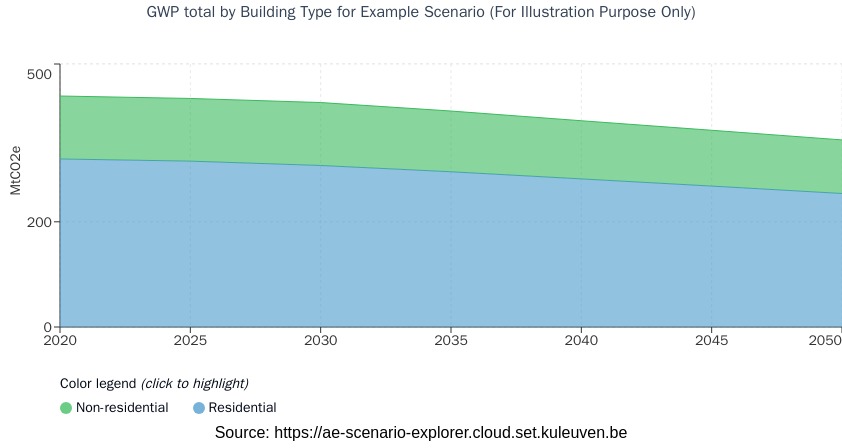 GWP total by Building Type for Example Scenario (For Illustration Purpose Only)
500
MtCO2e
200
0
2020 2025 2030 2035 2040 2045 2050
Color legend (click to highlight)
Non-residential Residential
Source: https://ae-scenario-explorer.cloud.set.kuleuven.be